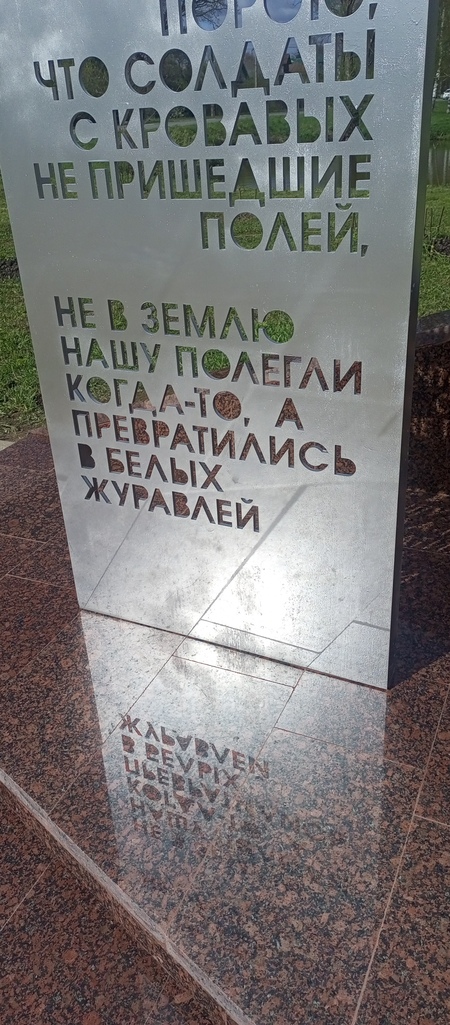 ПОРОЮ,
ЧТО СОЛДАТЫ
С КРОВАВЫХ
НЕ ПРИШЕДШИЕ
ПОЛЕЙ,
НЕ В ЗЕМЛЮ
НАШУ ПОЛЕГЛИ
КОГДА-ТО, А
ПРЕВРАТИЛИСЬ
В БЕЛЫХ
ЖУРАВЛЕЙ